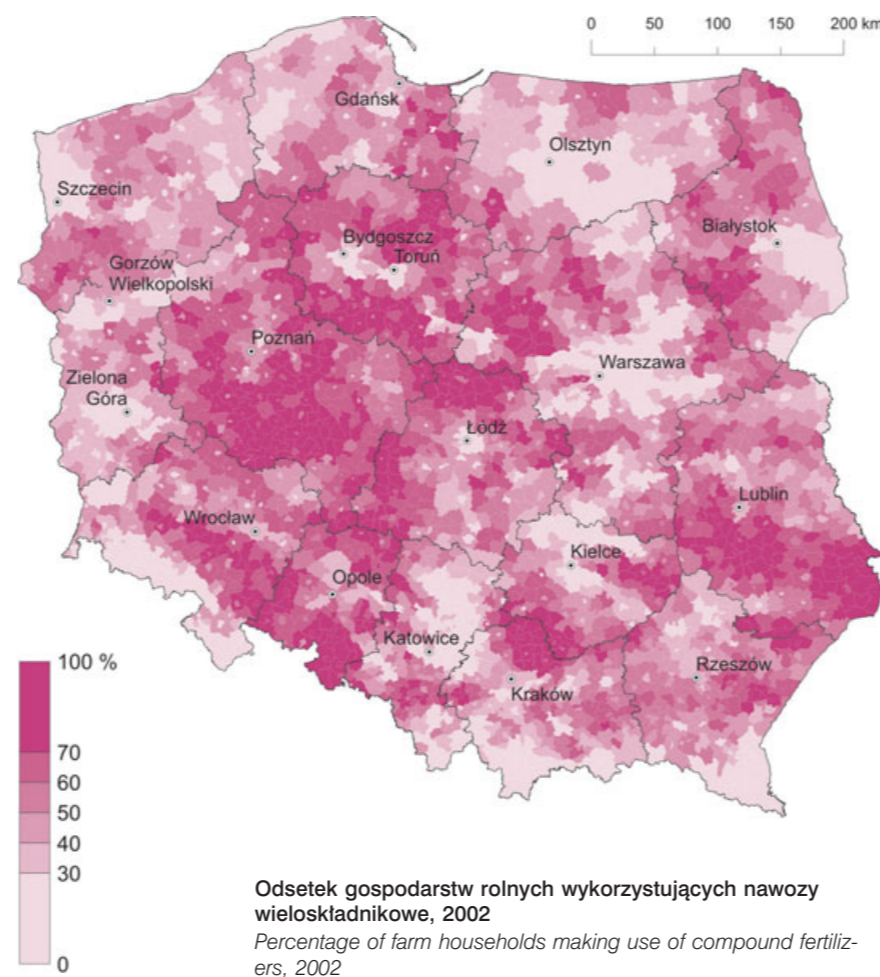 0 50 100 150 200 km
Gdańsk
Olsztyn
Szczecin
Białystok
Bydgoszcz
Toruń
Gorzów
Wielkopolski
Poznań
Warszawa
Zielona
Góra
Łódź
Lublin
Wrocław
Kielce
Opole
Katowice
Rzeszów
Kraków
100 %
70
60
50
40
30
0
Odsetek gospodarstw rolnych wykorzystujących nawozy
wieloskładnikowe, 2002
Percentage of farm households making use of compound fertiliz-
ers, 2002